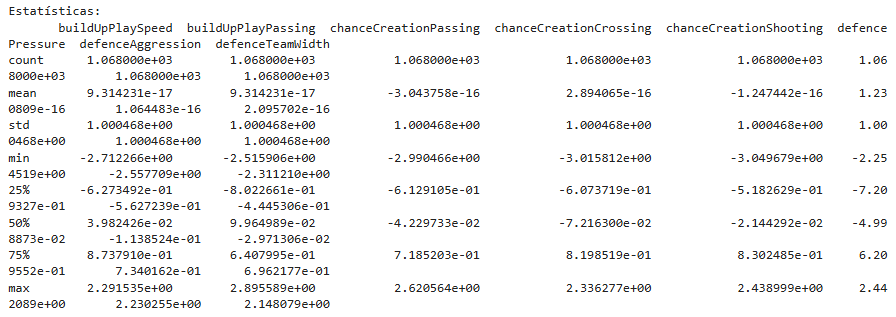 Estatísticas:
buildUpPlaySpeed buildUpPlayPassing chanceCreationPassing chanceCreationCrossing chanceCreationShooting defence
Pressure defenceAggression defenceTeamWidth
count 1.068000e+03 1.068000e+03 1.068000e+03 1.068000e+03 1.068000e+03 1.06
8000e+03 1.068000e+03 1.068000e+03
mean 9.314231e-17 9.314231e-17 -3.043758e-16 2.894065e-16 -1.247442e-16 1.23
0809e-16 1.064483e-16 2.095702e-16
std 1.000468e+00 1.000468e+00 1.000468e+00 1.000468e+00 1.000468e+00 1.00
0468e+00 1.000468e+00 1.000468e+00
min -2.712266e+00 -2.515906e+00 -2.990466e+00 -3.015812e+00 -3.049679e+00 -2.25
4519e+00 -2.557709e+00 -2.311210e+00
25% -6.273492e-01 -8.022661e-01 -6.129105e-01 -6.073719e-01 -5.182629e-01 -7.20
9327e-01 -5.627239e-01 -4.445306e-01
50% 3.982426e-02 9.964989e-02 -4.229733e-02 -7.216300e-02 -2.144292e-02 -4.99
8873e-02 -1.138524e-01 -2.971306e-02
75% 8.737910e-01 6.407995e-01 7.185203e-01 8.198519e-01 8.302485e-01 6.20
9552e-01 7.340162e-01 6.962177e-01
max 2.291535e+00 2.895589e+00 2.620564e+00 2.336277e+00 2.438999e+00 2.44
2089e+00 2.230255e+00 2.148079e+00